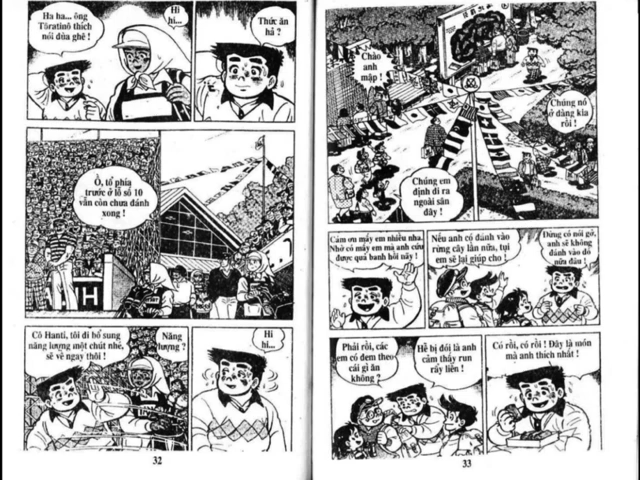 Ha ha... ông
Tôratinô thích
nói đùa ghê !
Hi
hi...
Thức ăn
hả ?
Ồ, tổ phía
trước ở lỗ số 10
vẫn còn chưa đánh
xong !
Cô Hanti, tôi đi bổ sung
năng lượng một chút nhé,
sẽ về ngay thôi !
Năng
lượng ?
Hi
hi...
32
Chào
anh
mập !
Chúng nó
ở đàng kia
rồi !
Chúng em
định đi ra
ngoài sân
đây !
Cảm ơn mấy em nhiều nha.
Nhờ có mấy em mà anh cứu
được quả banh hồi nãy !
Nếu anh có đánh vào
rừng cây lần nữa, tụi
em sẽ lại giúp cho !
Đừng có nói gở,
anh sẽ không
đánh vào đó
nữa đâu !
Phải rồi, các
em có đem theo
cái gì ăn
không ?
Hễ bị đói là anh
cảm thấy run
rẩy liền !
Có rồi, có rồi ! Đây là món
mà anh thích nhất !
33